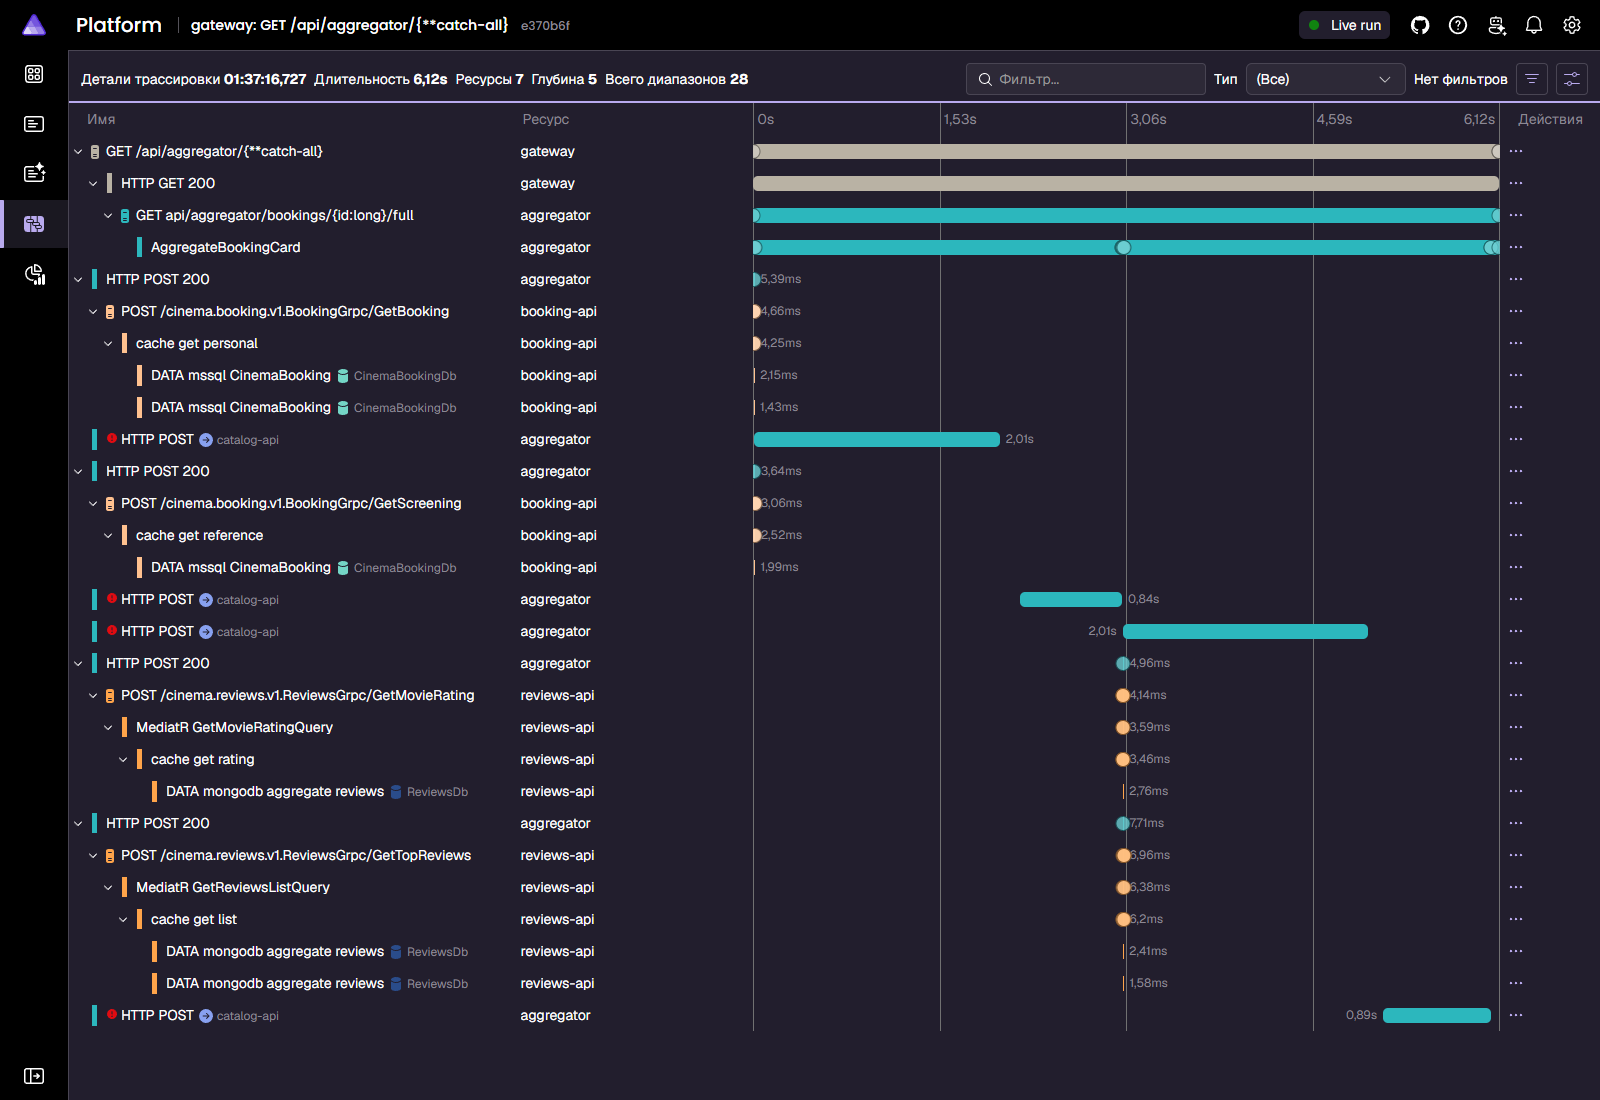 Platform gateway: GET /api/aggregator/{**catch-all} e370b6f Live run
Детали трассировки 01:37:16,727 Длительность 6,12s Ресурсы 7 Глубина 5 Всего диапазонов 28 Фильтр... Тип (Все) Нет фильтров
Имя Ресурс 0s 1,53s 3,06s 4,59s 6,12s Действия
GET /api/aggregator/{**catch-all} gateway
HTTP GET 200 gateway
GET api/aggregator/bookings/{id:long}/full aggregator
AggregateBookingCard aggregator
HTTP POST 200 aggregator 5,39ms
POST /cinema.booking.v1.BookingGrpc/GetBooking booking-api 4,66ms
cache get personal booking-api 4,25ms
DATA mssql CinemaBooking CinemaBookingDb booking-api 2,15ms
DATA mssql CinemaBooking CinemaBookingDb booking-api 1,43ms
HTTP POST catalog-api aggregator 2,01s
HTTP POST 200 aggregator 3,64ms
POST /cinema.booking.v1.BookingGrpc/GetScreening booking-api 3,06ms
cache get reference booking-api 2,52ms
DATA mssql CinemaBooking CinemaBookingDb booking-api 1,99ms
HTTP POST catalog-api aggregator 0,84s
HTTP POST catalog-api aggregator 2,01s
HTTP POST 200 aggregator 4,96ms
POST /cinema.reviews.v1.ReviewsGrpc/GetMovieRating reviews-api 4,14ms
MediatR GetMovieRatingQuery reviews-api 3,59ms
cache get rating reviews-api 3,46ms
DATA mongodb aggregate reviews ReviewsDb reviews-api 2,76ms
HTTP POST 200 aggregator 7,71ms
POST /cinema.reviews.v1.ReviewsGrpc/GetTopReviews reviews-api 6,96ms
MediatR GetReviewsListQuery reviews-api 6,38ms
cache get list reviews-api 6,2ms
DATA mongodb aggregate reviews ReviewsDb reviews-api 2,41ms
DATA mongodb aggregate reviews ReviewsDb reviews-api 1,58ms
HTTP POST catalog-api aggregator 0,89s